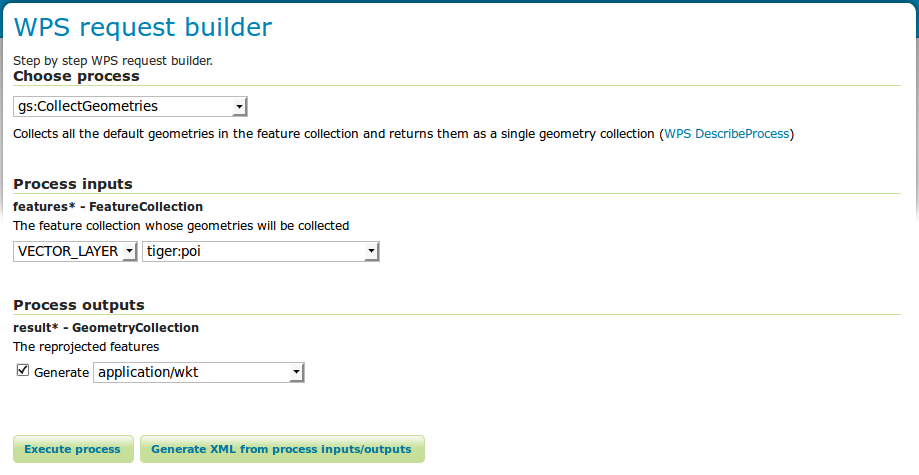 WPS request builder
Step by step WPS request builder.
Choose process
gs:CollectGeometries
Collects all the default geometries in the feature collection and returns them as a single geometry collection (WPS DescribeProcess)
Process inputs
features* - FeatureCollection
The feature collection whose geometries will be collected
VECTOR_LAYER tiger:poi
Process outputs
result* - GeometryCollection
The reprojected features
Generate application/wkt
Execute process Generate XML from process inputs/outputs